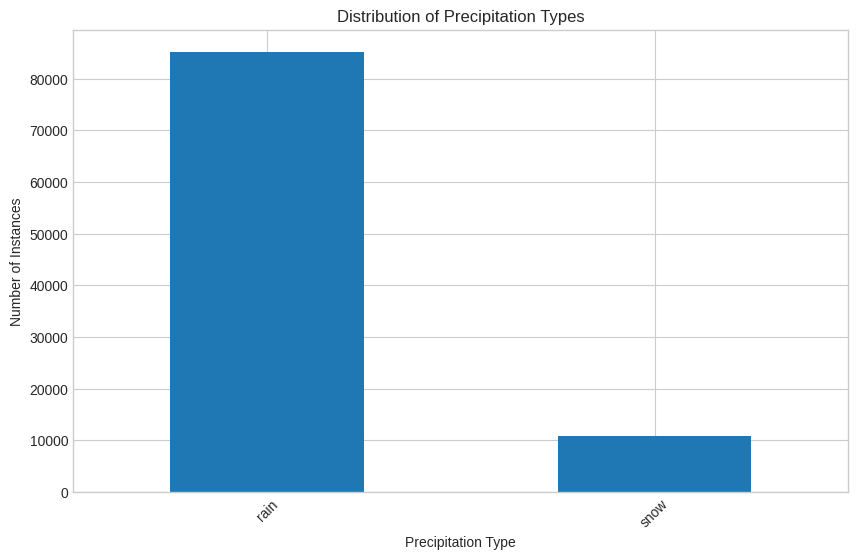 Distribution of Precipitation Types
Number of Instances
80000
70000
60000
50000
40000
30000
20000
10000
0
rain
snow
Precipitation Type